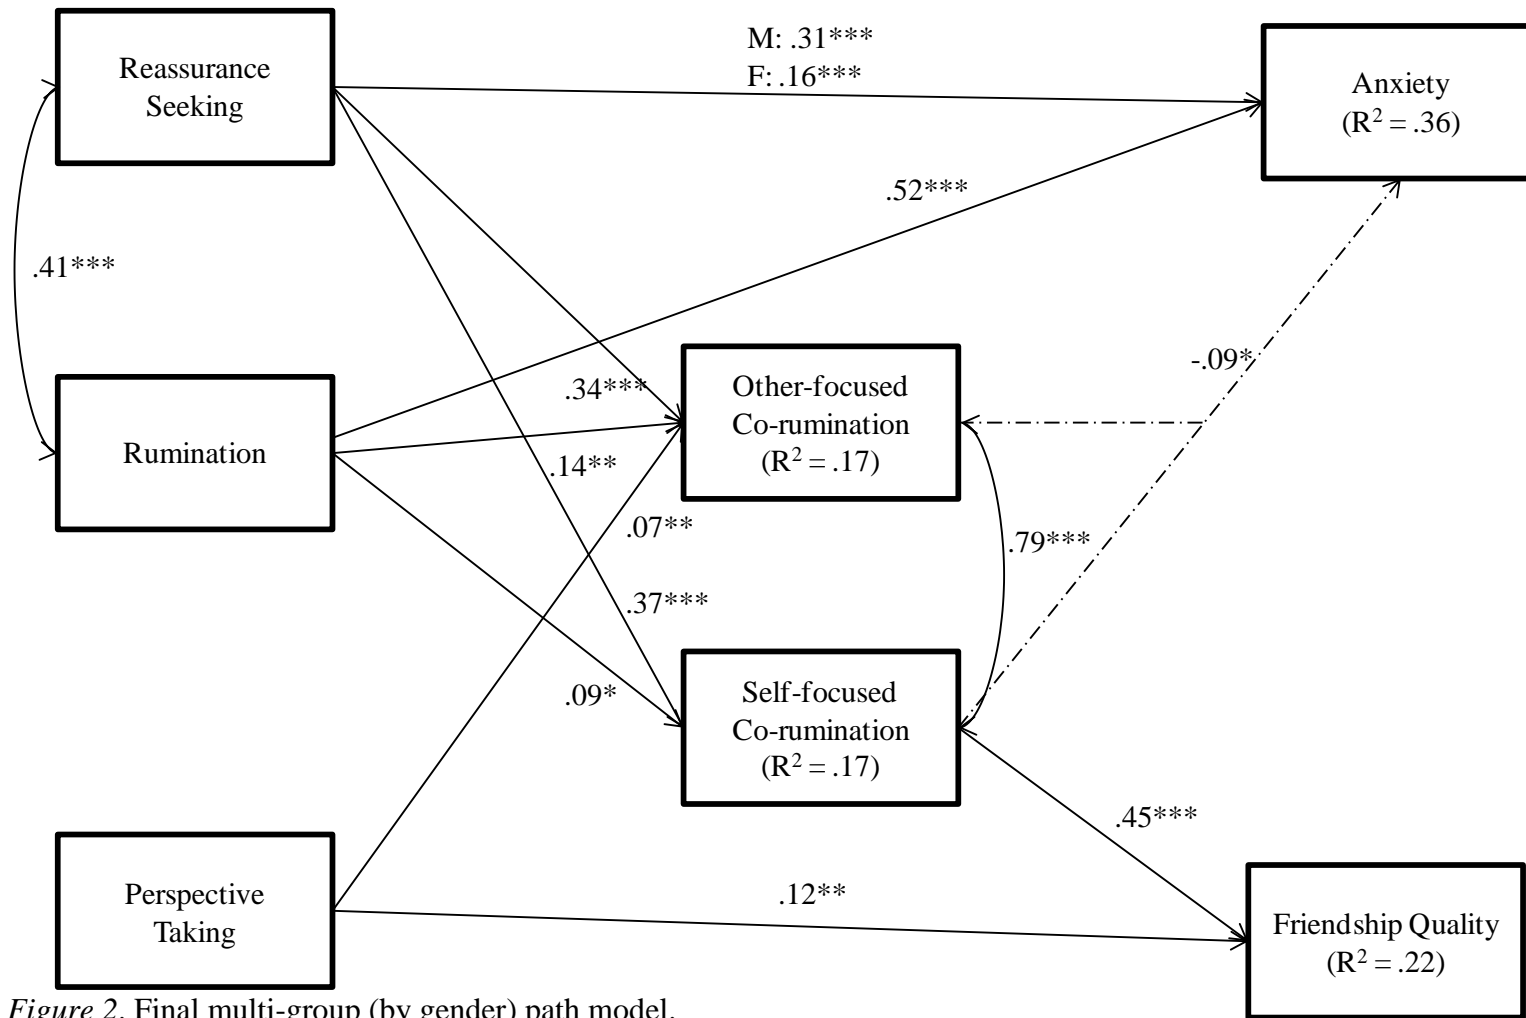 M: .31***
F: .16***
Reassurance
Seeking
Anxiety
(R² = .36)
.52***
.41***
-.09*
.34***
Other-focused
Co-rumination
(R² = .17)
Rumination
.14**
.07**
.79***
.37***
Self-focused
Co-rumination
(R² = .17)
.09*
.45***
Perspective
Taking
.12**
Friendship Quality
(R² = .22)
Figure 2. Final multi-group (by gender) path model.